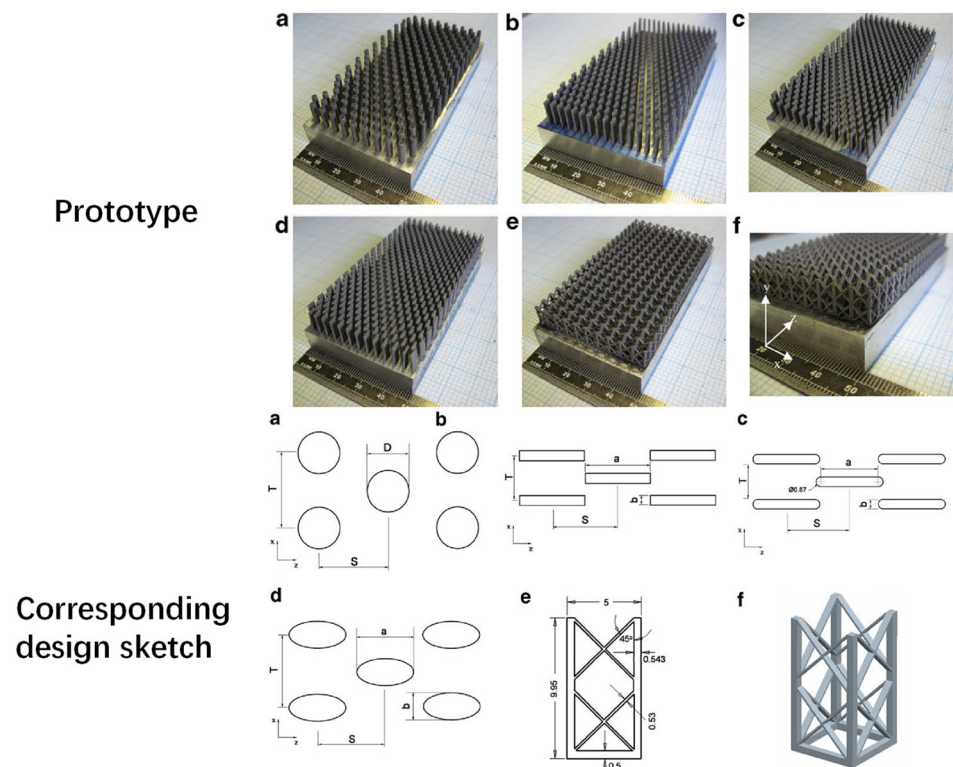 a
b
c
Prototype
d
e
f
y
z
x
a
b
c
D
T
S
x
z
a
T
b
S
x
z
a
T
Ø0.87
b
S
x
z
Corresponding
design sketch
d
a
T
b
S
x
z
e
5
45°
0.543
9.95
0.53
0.5
f